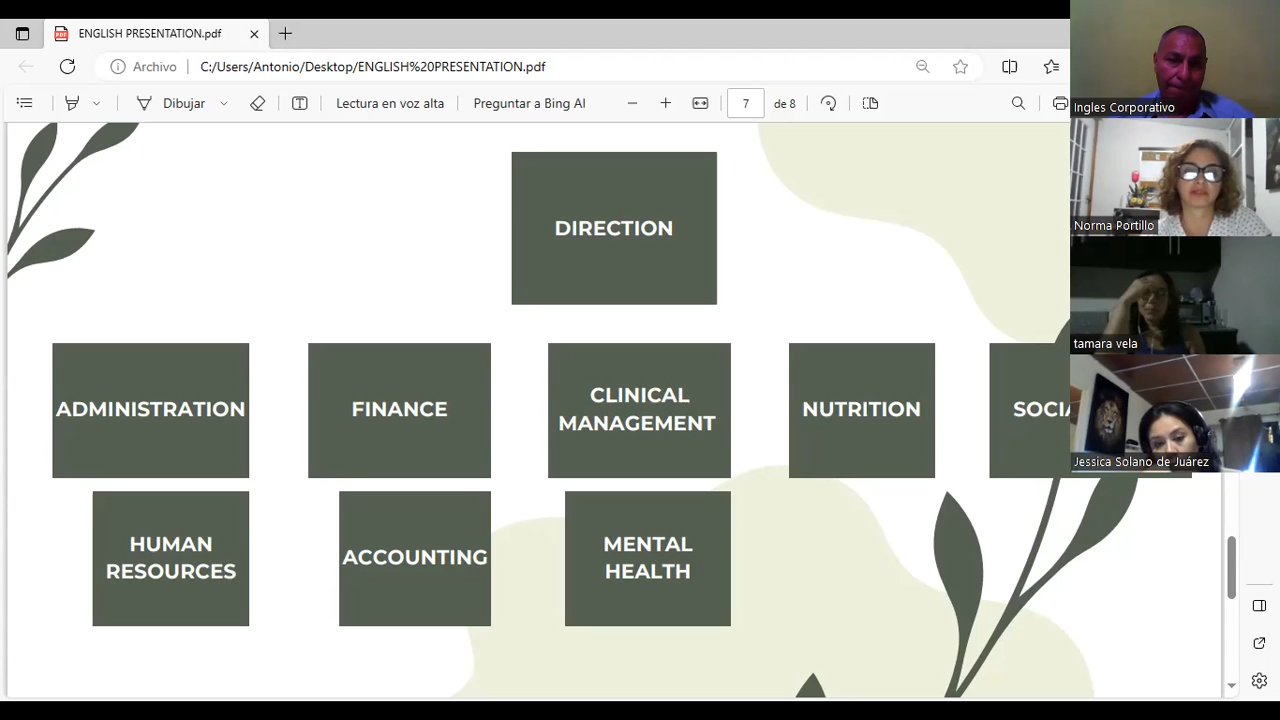 ENGLISH PRESENTATION.pdf
Archivo
C:/Users/Antonio/Desktop/ENGLISH%20PRESENTATION.pdf
Dibujar
Lectura en voz alta
Preguntar a Bing AI
7
de 8
DIRECTION
ADMINISTRATION
FINANCE
CLINICAL
MANAGEMENT
NUTRITION
HUMAN
RESOURCES
ACCOUNTING
MENTAL
HEALTH
Ingles Corporativo
Norma Portillo
tamara vela
Jessica Solano de Juárez